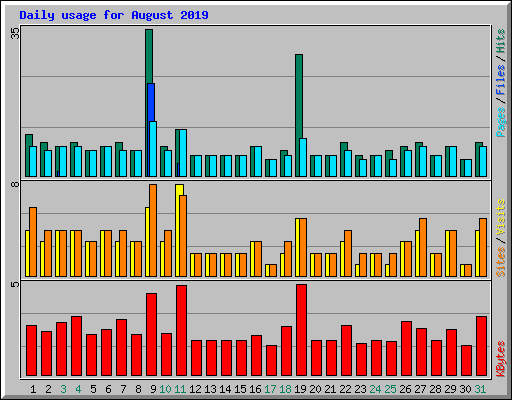 Daily usage for August 2019
35
Pages / Files / Hits
8
Sites / Visits
5
KBytes
1 2 3 4 5 6 7 8 9 10 11 12 13 14 15 16 17 18 19 20 21 22 23 24 25 26 27 28 29 30 31